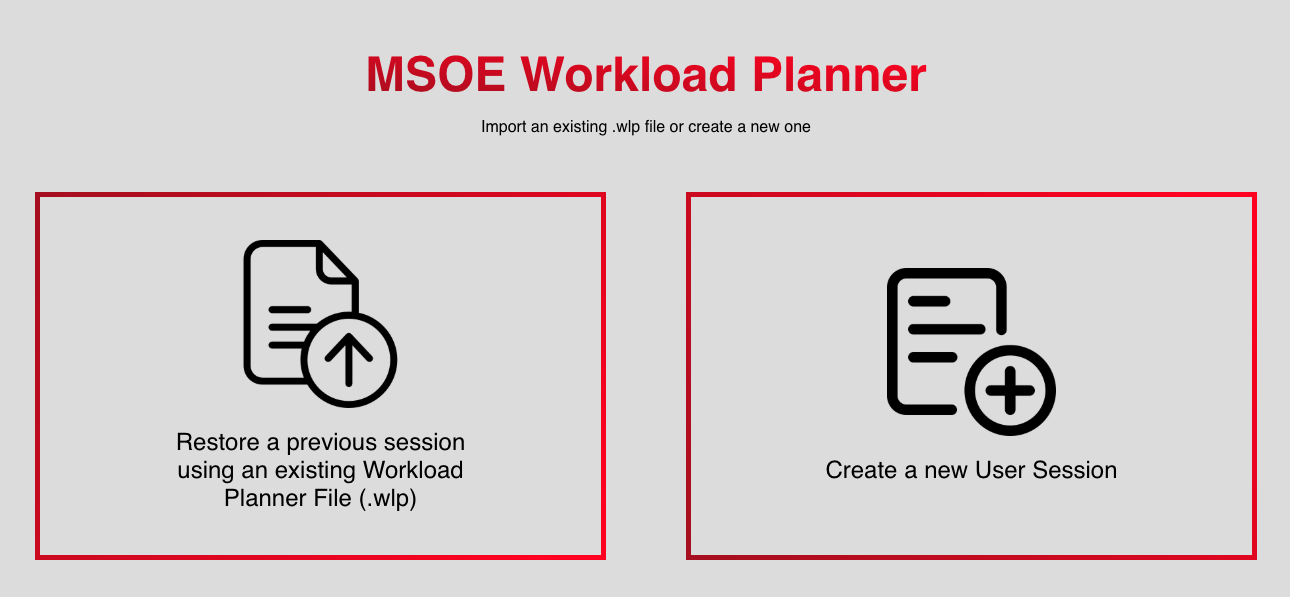 MSOE Workload Planner
Import an existing .wlp file or create a new one
Restore a previous session
using an existing Workload
Planner File (.wlp)
Create a new User Session